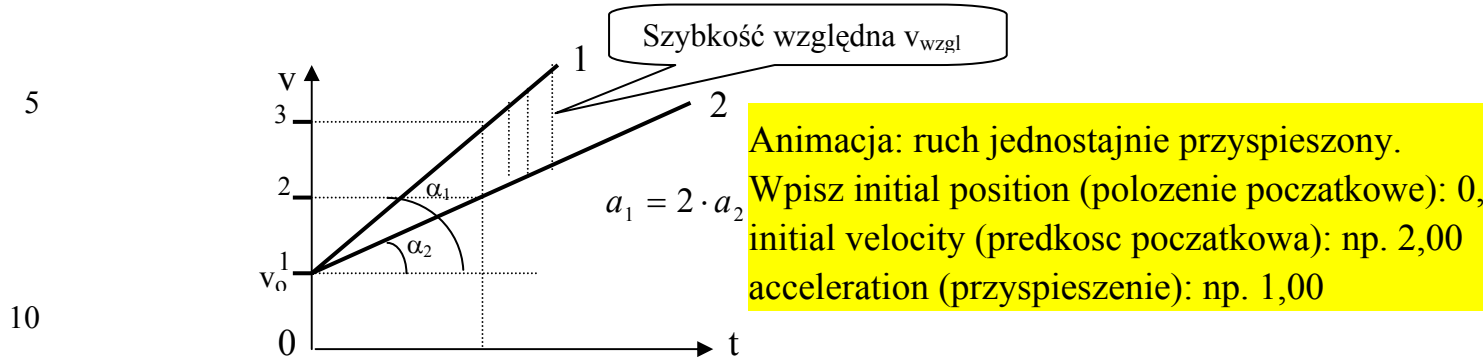 Szybkość względna v_wzgl
1
v
5
3
2
Animacja: ruch jednostajnie przyspieszony.
2
α₁
a₁ = 2 · a₂
Wpisz initial position (polozenie poczatkowe): 0,
α₂
initial velocity (predkosc poczatkowa): np. 2,00
1
v₀
acceleration (przyspieszenie): np. 1,00
10
0
t